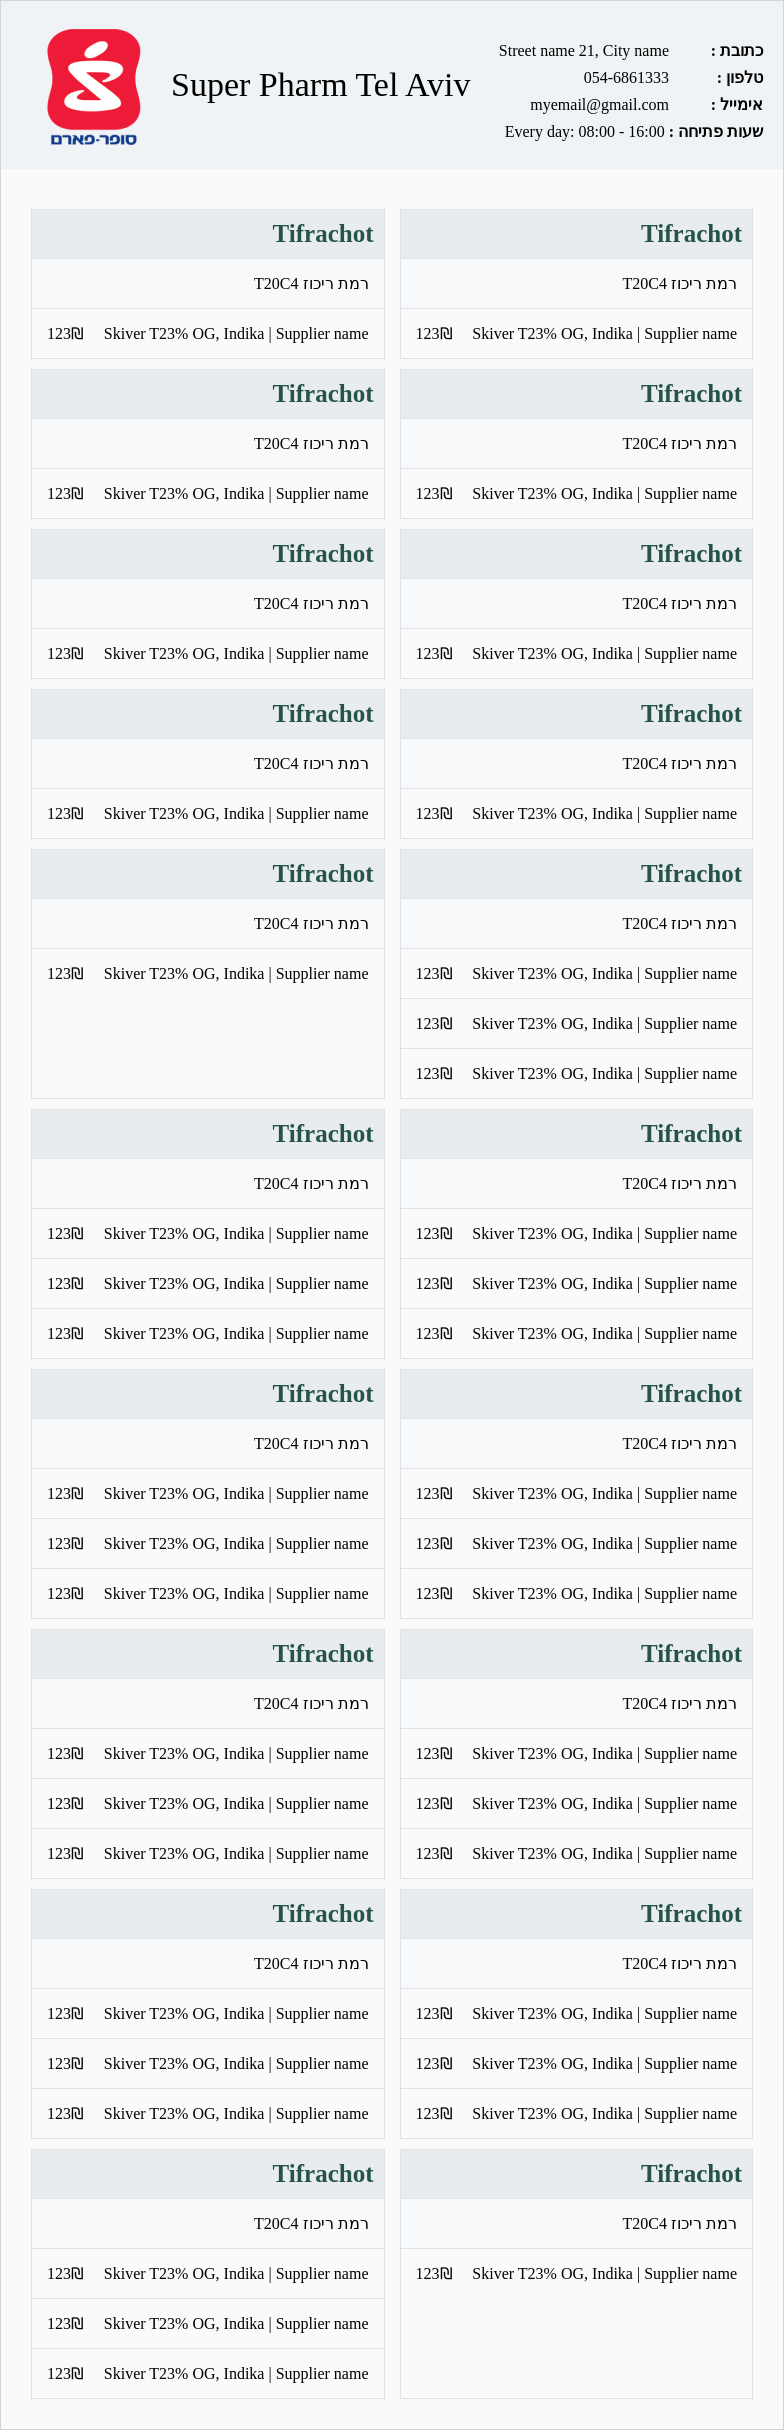 סופר-פארם
Super Pharm Tel Aviv
כתובת : Street name 21, City name
טלפון : 054-6861333
אימייל : myemail@gmail.com
שעות פתיחה : Every day: 08:00 - 16:00
Tifrachot
רמת ריכוז T20C4
Skiver T23% OG, Indika | Supplier name 123₪
Tifrachot
רמת ריכוז T20C4
Skiver T23% OG, Indika | Supplier name 123₪
Tifrachot
רמת ריכוז T20C4
Skiver T23% OG, Indika | Supplier name 123₪
Tifrachot
רמת ריכוז T20C4
Skiver T23% OG, Indika | Supplier name 123₪
Tifrachot
רמת ריכוז T20C4
Skiver T23% OG, Indika | Supplier name 123₪
Tifrachot
רמת ריכוז T20C4
Skiver T23% OG, Indika | Supplier name 123₪
Tifrachot
רמת ריכוז T20C4
Skiver T23% OG, Indika | Supplier name 123₪
Tifrachot
רמת ריכוז T20C4
Skiver T23% OG, Indika | Supplier name 123₪
Tifrachot
רמת ריכוז T20C4
Skiver T23% OG, Indika | Supplier name 123₪
Skiver T23% OG, Indika | Supplier name 123₪
Skiver T23% OG, Indika | Supplier name 123₪
Tifrachot
רמת ריכוז T20C4
Skiver T23% OG, Indika | Supplier name 123₪
Tifrachot
רמת ריכוז T20C4
Skiver T23% OG, Indika | Supplier name 123₪
Skiver T23% OG, Indika | Supplier name 123₪
Skiver T23% OG, Indika | Supplier name 123₪
Tifrachot
רמת ריכוז T20C4
Skiver T23% OG, Indika | Supplier name 123₪
Skiver T23% OG, Indika | Supplier name 123₪
Skiver T23% OG, Indika | Supplier name 123₪
Tifrachot
רמת ריכוז T20C4
Skiver T23% OG, Indika | Supplier name 123₪
Skiver T23% OG, Indika | Supplier name 123₪
Skiver T23% OG, Indika | Supplier name 123₪
Tifrachot
רמת ריכוז T20C4
Skiver T23% OG, Indika | Supplier name 123₪
Skiver T23% OG, Indika | Supplier name 123₪
Skiver T23% OG, Indika | Supplier name 123₪
Tifrachot
רמת ריכוז T20C4
Skiver T23% OG, Indika | Supplier name 123₪
Skiver T23% OG, Indika | Supplier name 123₪
Skiver T23% OG, Indika | Supplier name 123₪
Tifrachot
רמת ריכוז T20C4
Skiver T23% OG, Indika | Supplier name 123₪
Skiver T23% OG, Indika | Supplier name 123₪
Skiver T23% OG, Indika | Supplier name 123₪
Tifrachot
רמת ריכוז T20C4
Skiver T23% OG, Indika | Supplier name 123₪
Skiver T23% OG, Indika | Supplier name 123₪
Skiver T23% OG, Indika | Supplier name 123₪
Tifrachot
רמת ריכוז T20C4
Skiver T23% OG, Indika | Supplier name 123₪
Skiver T23% OG, Indika | Supplier name 123₪
Skiver T23% OG, Indika | Supplier name 123₪
Tifrachot
רמת ריכוז T20C4
Skiver T23% OG, Indika | Supplier name 123₪
Tifrachot
רמת ריכוז T20C4
Skiver T23% OG, Indika | Supplier name 123₪
Skiver T23% OG, Indika | Supplier name 123₪
Skiver T23% OG, Indika | Supplier name 123₪